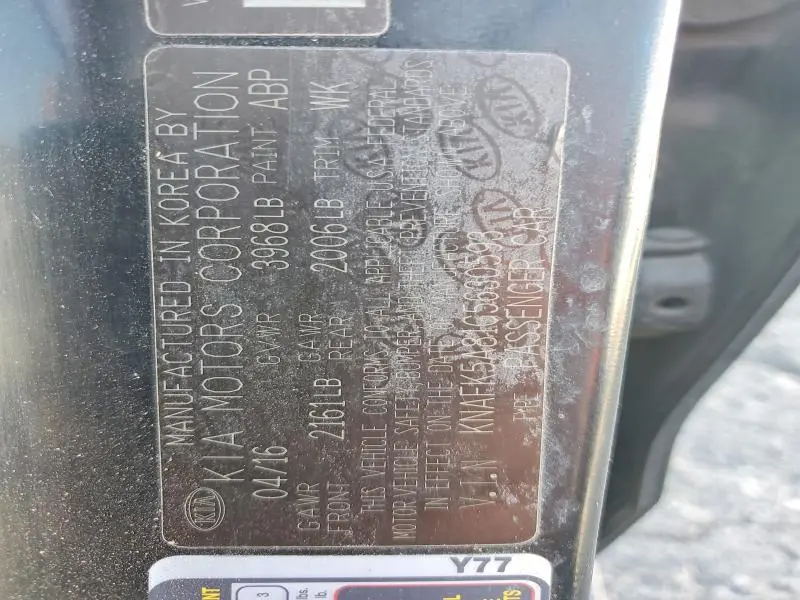 MANUFACTURED IN KOREA BY
KIA MOTORS CORPORATION
04/16 GVWR 3968LB PAINT ABP
GAWR FRONT 2161LB GAWR REAR 2006LB TRIM WK
THIS VEHICLE CONFORMS TO ALL APPLICABLE U.S.A FEDERAL
MOTOR VEHICLE SAFETY, BUMPER, AND THEFT PREVENTION STANDARDS
IN EFFECT ON THE DATE OF MANUFACTURE SHOWN ABOVE.
V.I.N
TYPE : PASSENGER CAR
KIA
Y77